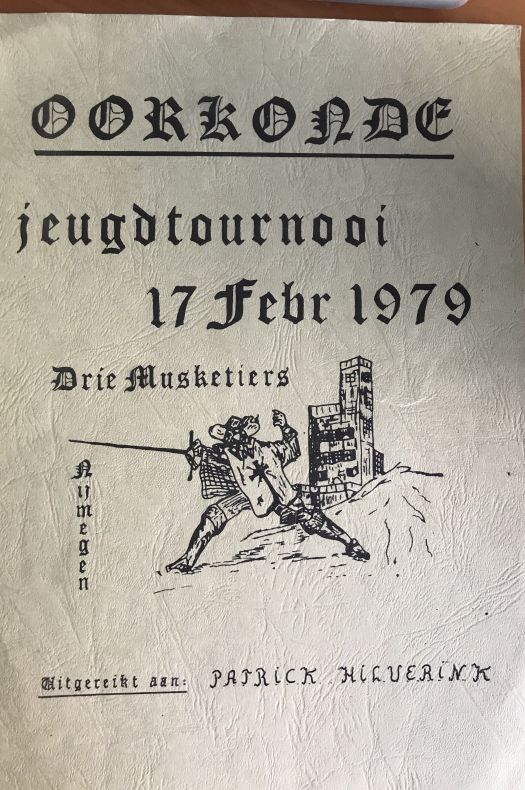 OORKONDE
jeugdtournooi
17 Febr 1979
Drie Musketiers
Nijmegen
Uitgereikt aan: PATRICK HILVERINK